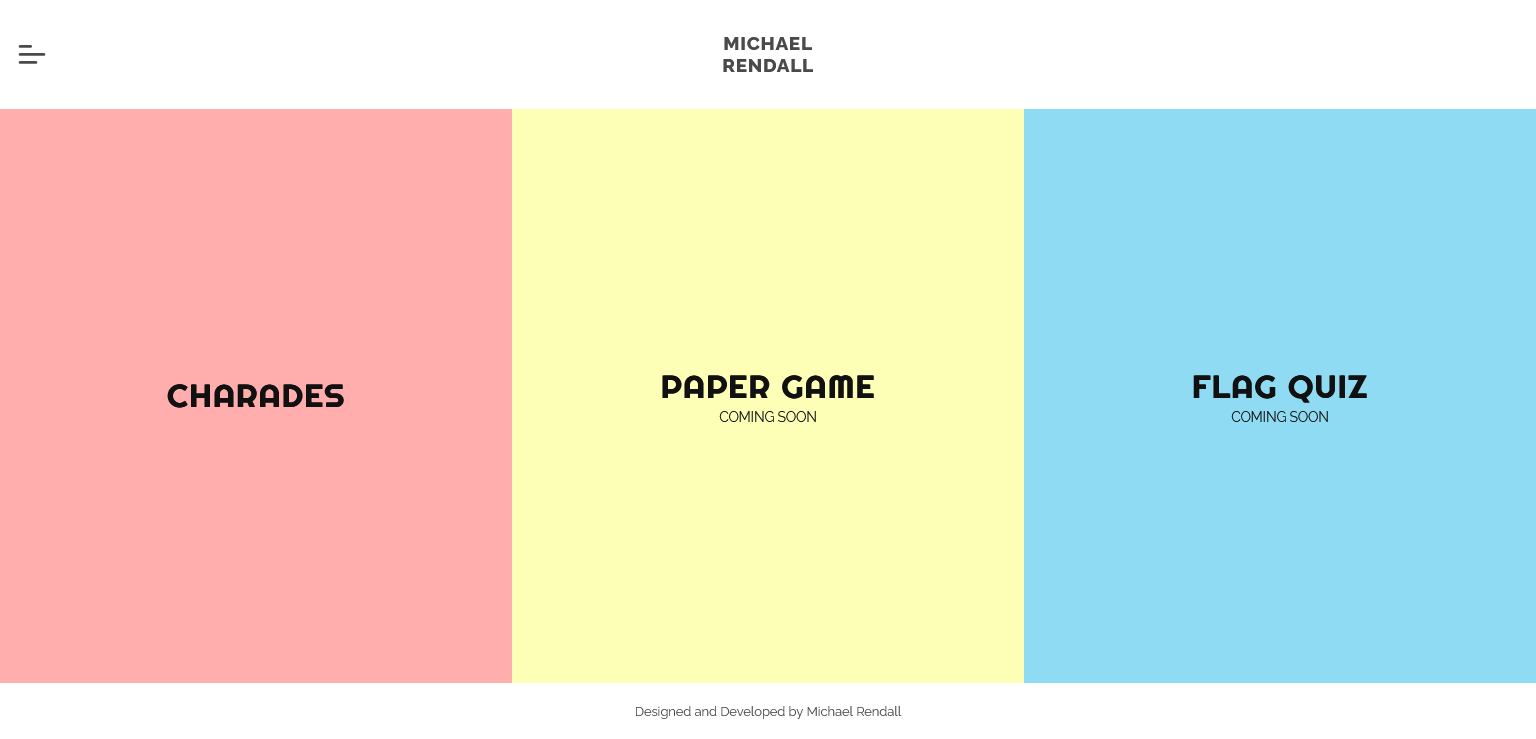 MICHAEL
RENDALL
CHARADES
PAPER GAME
COMING SOON
FLAG QUIZ
COMING SOON
Designed and Developed by Michael Rendall